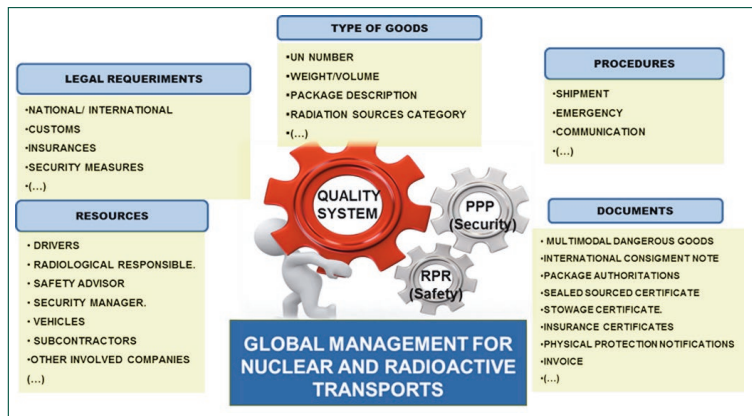 TYPE OF GOODS
•UN NUMBER
•WEIGHT/VOLUME
•PACKAGE DESCRIPTION
•RADIATION SOURCES CATEGORY
•(...)
LEGAL REQUERIMENTS
•NATIONAL/ INTERNATIONAL
•CUSTOMS
•INSURANCES
•SECURITY MEASURES
•(...)
PROCEDURES
•SHIPMENT
•EMERGENCY
•COMMUNICATION
•(...)
RESOURCES
• DRIVERS
• RADIOLOGICAL RESPONSIBLE.
• SAFETY ADVISOR
• SECURITY MANAGER.
• VEHICLES
• SUBCONTRACTORS
•OTHER INVOLVED COMPANIES
(...)
QUALITY
SYSTEM
PPP
(Security)
RPR
(Safety)
DOCUMENTS
• MULTIMODAL DANGEROUS GOODS
•INTERNATIONAL CONSIGMENT NOTE
•PACKAGE AUTHORITATIONS
•SEALED SOURCED CERTIFICATE
•STOWAGE CERTIFICATE.
•INSURANCE CERTIFICATES
•PHYSICAL PROTECTION NOTIFICATIONS
•INVOICE
•(...)
GLOBAL MANAGEMENT FOR
NUCLEAR AND RADIOACTIVE
TRANSPORTS